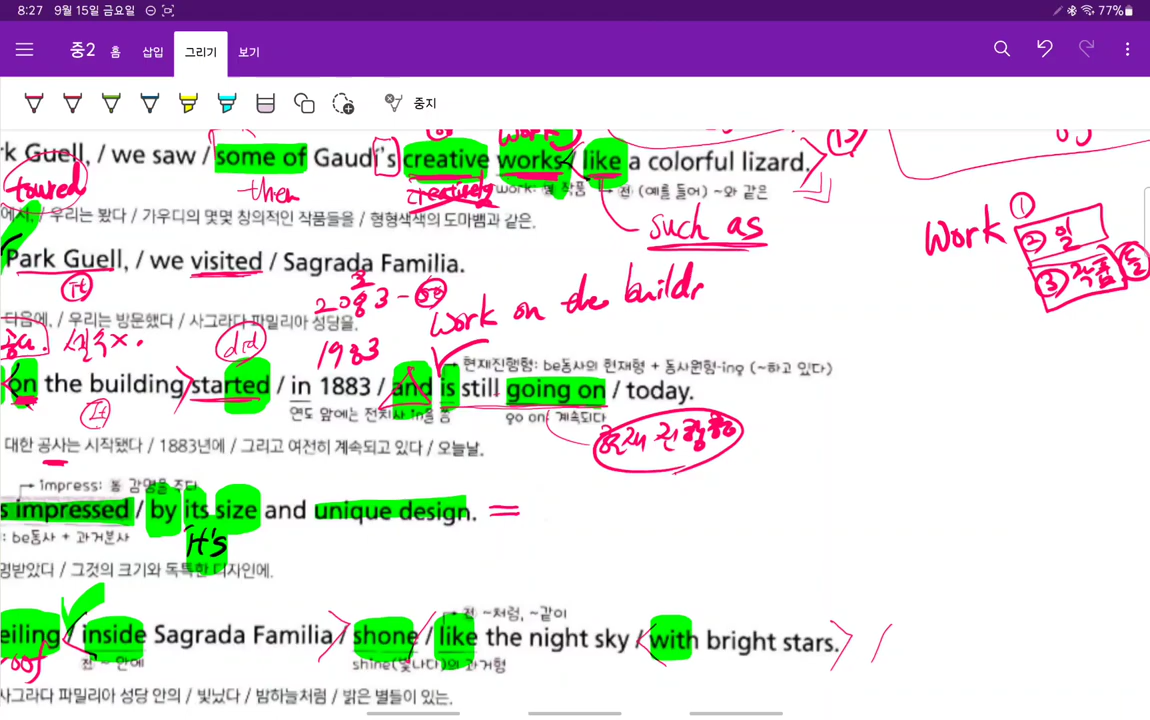 8:27 9월 15일 금요일 77%
중2 홈 삽입 그리기 보기
중지
work
rk Guell, / we saw / some of Gaudí's creative works / like a colorful lizard.
toured
them creatively work: 명 작품 전 (예를 들어) ~와 같은
에서, / 우리는 봤다 / 가우디의 몇몇 창의적인 작품들을 / 형형색색의 도마뱀과 같은.
such as
work ① ② 일 ③ 작품 들
Park Guell, / we visited / Sagrada Familia.
It
다음에, / 우리는 방문했다 / 사그라다 파밀리아 성당을.
work on the buildr
공사. did
1983
현재진행형: be동사의 현재형 + 동사원형-ing (~하고 있다)
on the building started / in 1883 / and is still going on / today.
It 연도 앞에는 전치사 in을 씀 go on: 계속되다
현재 진행형
대한 공사는 시작됐다 / 1883년에 / 그리고 여전히 계속되고 있다 / 오늘날.
impress: 동 감명을 주다
s impressed / by its size and unique design. =
: be동사 + 과거분사 it's
명받았다 / 그것의 크기와 독특한 디자인에.
전 ~처럼, ~같이
eiling / inside Sagrada Familia / shone / like the night sky / with bright stars. /
roof 전 ~ 안에 shine(빛나다)의 과거형
사그라다 파밀리아 성당 안의 / 빛났다 / 밤하늘처럼 / 밝은 별들이 있는.